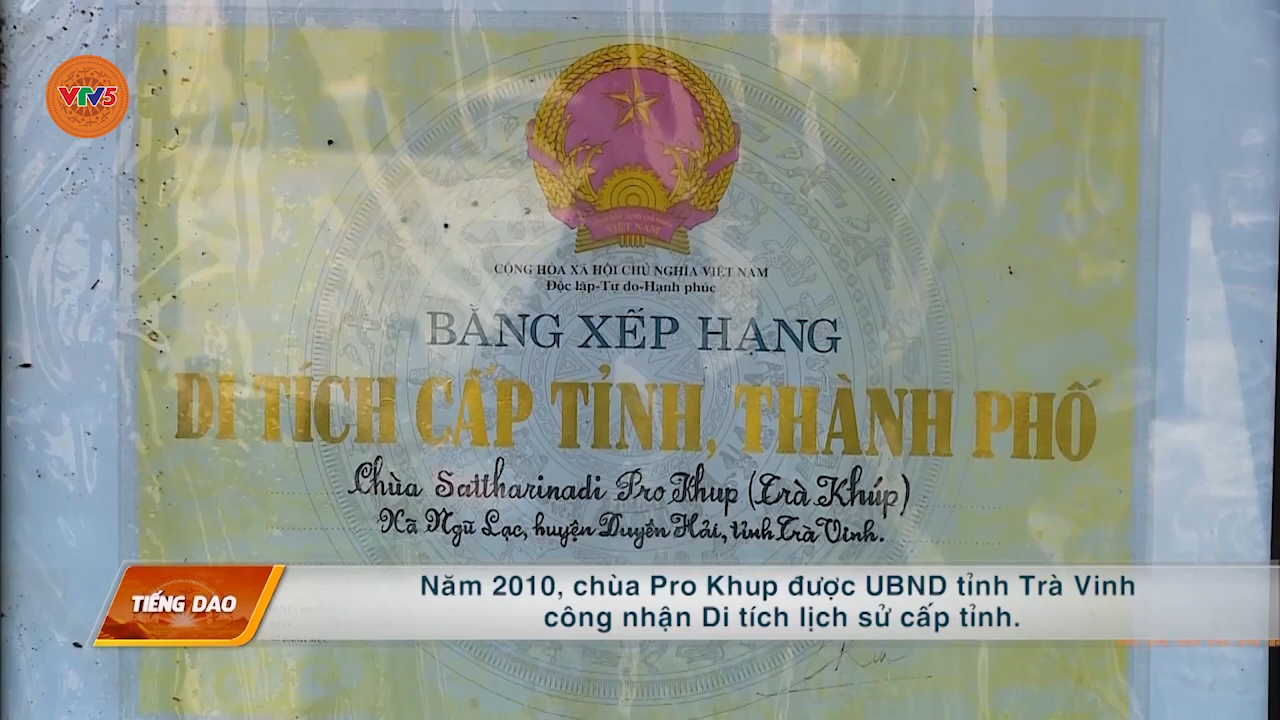 VTV5
VIỆT NAM
CỘNG HÒA XÃ HỘI CHỦ NGHĨA VIỆT NAM
Độc lập-Tự do-Hạnh phúc
BẰNG XẾP HẠNG
DI TÍCH CẤP TỈNH, THÀNH PHỐ
Chùa Sattharinadi Pro Khup (Trà Khúp)
Xã Ngũ Lạc, huyện Duyên Hải, tỉnh Trà Vinh.
TIẾNG DAO
Năm 2010, chùa Pro Khup được UBND tỉnh Trà Vinh
công nhận Di tích lịch sử cấp tỉnh.